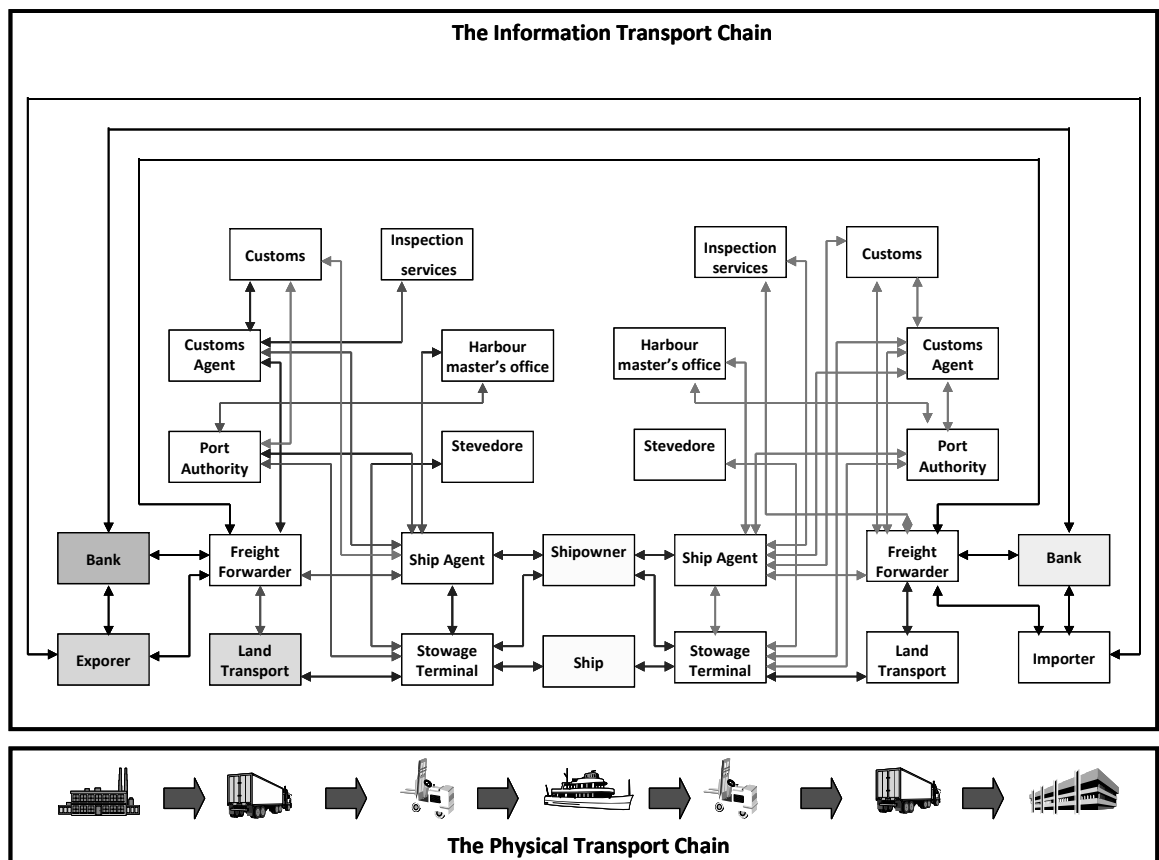 The Information Transport Chain
Customs
Inspection
services
Inspection
services
Customs
Customs
Agent
Harbour
master's office
Harbour
master's office
Customs
Agent
Port
Authority
Stevedore
Stevedore
Port
Authority
Bank
Freight
Forwarder
Ship Agent
Shipowner
Ship Agent
Freight
Forwarder
Bank
Exporer
Land
Transport
Stowage
Terminal
Ship
Stowage
Terminal
Land
Transport
Importer
The Physical Transport Chain